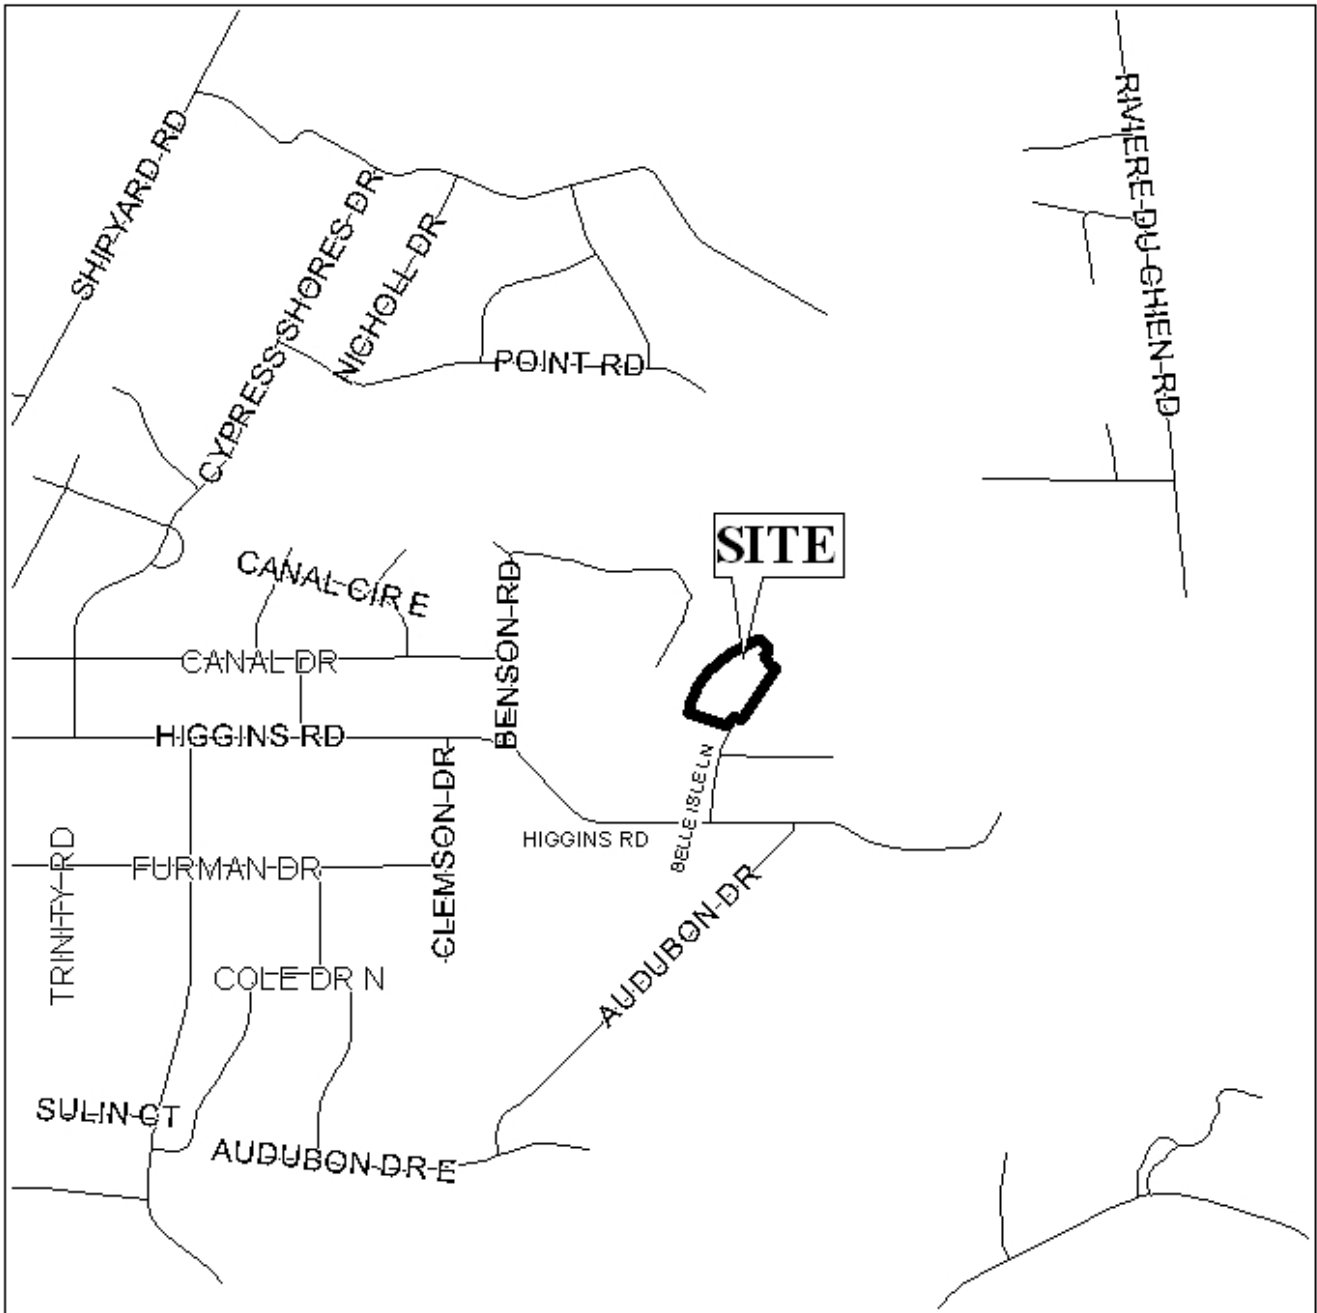 SHIPYARD RD
RIVIERE DU CHIEN RD
CYPRESS SHORES DR
NICHOLL DR
POINT RD
SITE
CANAL CIR E
BENSON RD
CANAL DR
HIGGINS RD
CLEMSON DR
BELLE ISLE LN
HIGGINS RD
TRINITY RD
FURMAN DR
AUDUBON DR
COLE DR N
SULIN CT
AUDUBON DR E